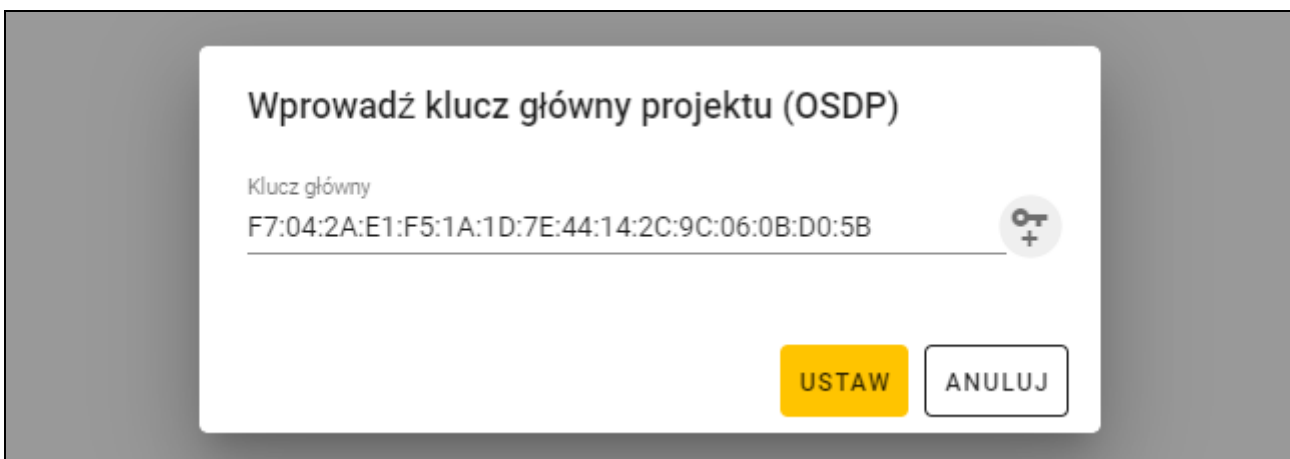 Wprowadź klucz główny projektu (OSDP)
Klucz główny
F7:04:2A:E1:F5:1A:1D:7E:44:14:2C:9C:06:0B:D0:5B
USTAW ANULUJ